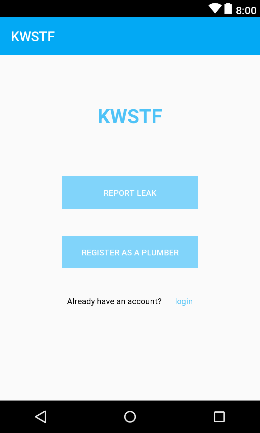 8:00
KWSTF
KWSTF
REPORT LEAK
REGISTER AS A PLUMBER
Already have an account? login